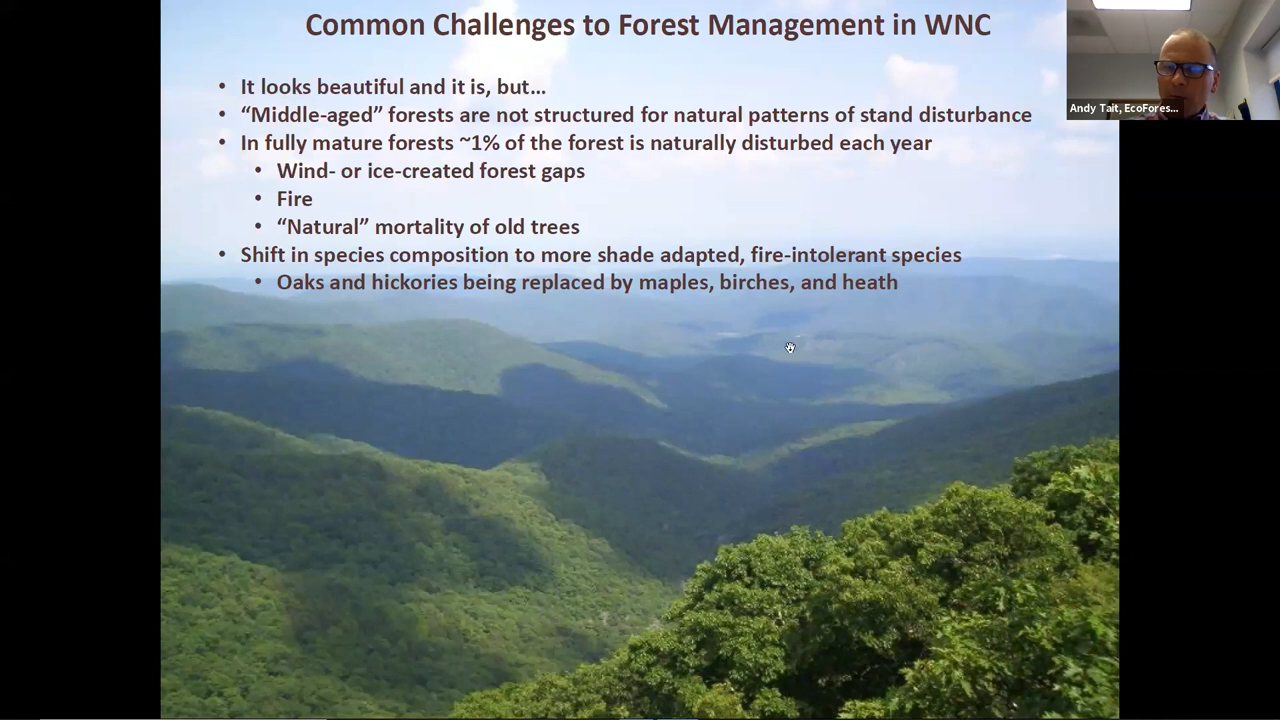 Common Challenges to Forest Management in WNC
• It looks beautiful and it is, but…
• “Middle-aged” forests are not structured for natural patterns of stand disturbance
• In fully mature forests ~1% of the forest is naturally disturbed each year
• Wind- or ice-created forest gaps
• Fire
• “Natural” mortality of old trees
• Shift in species composition to more shade adapted, fire-intolerant species
• Oaks and hickories being replaced by maples, birches, and heath
Andy Tait, EcoFores...